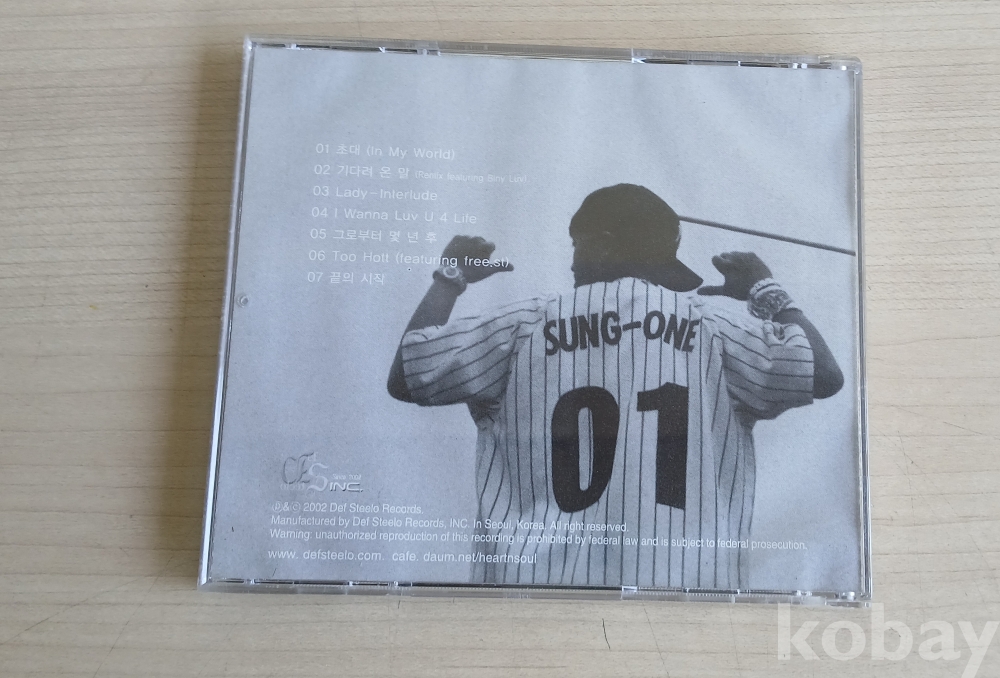 01 초대 (In My World)
02 기다려 온 말 (Remix featuring
03 Lady-Interlude
04 I Wanna Luv U 4 Life
05 그로부터 몇 년 후
06 Too Hott (featuring free.st)
07 끝의 시작
SUNG-ONE
01
INC.
℗ & © 2002 Def Steelo Records.
Manufactured by Def Steelo Records, INC. In Seoul, Korea. All right reserved.
Warning: unauthorized reproduction of this recording is prohibited by federal law and is subject to federal prosecution.
www. defsteelo.com. cafe. daum.net/heartnsoul
kobay